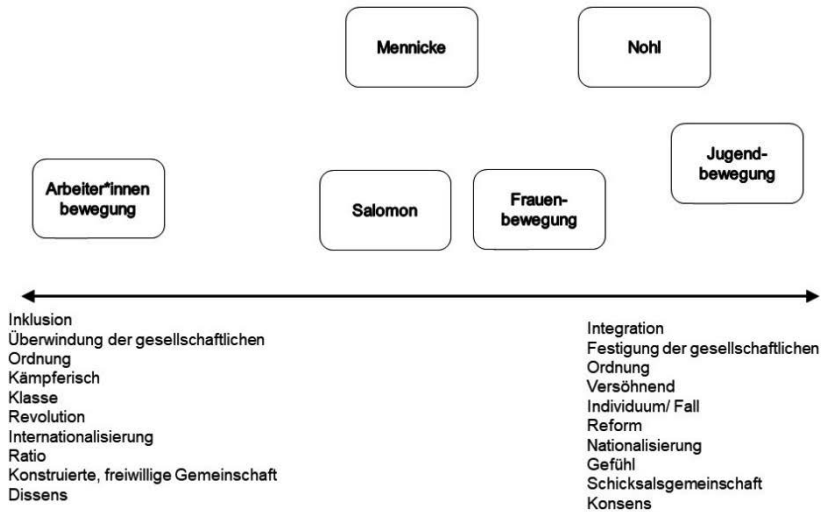 Mennicke
Nohl
Jugend-
bewegung
Arbeiter*innen
bewegung
Salomon
Frauen-
bewegung
Inklusion
Überwindung der gesellschaftlichen
Ordnung
Kämpferisch
Klasse
Revolution
Internationalisierung
Ratio
Konstruierte, freiwillige Gemeinschaft
Dissens
Integration
Festigung der gesellschaftlichen
Ordnung
Versöhnend
Individuum/ Fall
Reform
Nationalisierung
Gefühl
Schicksalsgemeinschaft
Konsens